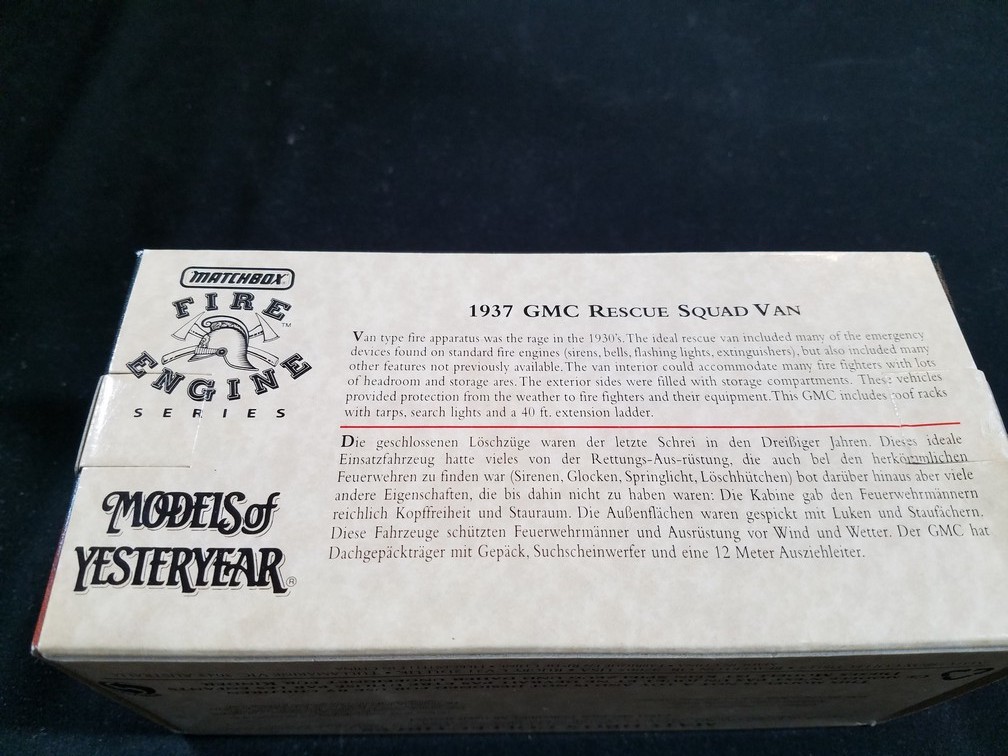 MATCHBOX
FIRE
ENGINE
SERIES
TM
MODELS of
YESTERYEAR®
1937 GMC RESCUE SQUAD VAN
Van type fire apparatus was the rage in the 1930's. The ideal rescue van included many of the emergency
devices found on standard fire engines (sirens, bells, flashing lights, extinguishers), but also included many
other features not previously available. The van interior could accommodate many fire fighters with lots
of headroom and storage ares. The exterior sides were filled with storage compartments. These vehicles
provided protection from the weather to fire fighters and their equipment. This GMC includes roof racks
with tarps, search lights and a 40 ft. extension ladder.
Die geschlossenen Löschzüge waren der letzte Schrei in den Dreißiger Jahren. Dieses ideale
Einsatzfahrzeug hatte vieles von der Rettungs-Aus-rüstung, die auch bel den herkömmlichen
Feuerwehren zu finden war (Sirenen, Glocken, Springlicht, Löschhütchen) bot darüber hinaus aber viele
andere Eigenschaften, die bis dahin nicht zu haben waren: Die Kabine gab den Feuerwehrmännern
reichlich Kopffreiheit und Stauraum. Die Außenflächen waren gespickt mit Luken und Staufächern.
Diese Fahrzeuge schützten Feuerwehrmänner und Ausrüstung vor Wind und Wetter. Der GMC hat
Dachgepäckträger mit Gepäck, Suchscheinwerfer und eine 12 Meter Ausziehleiter.